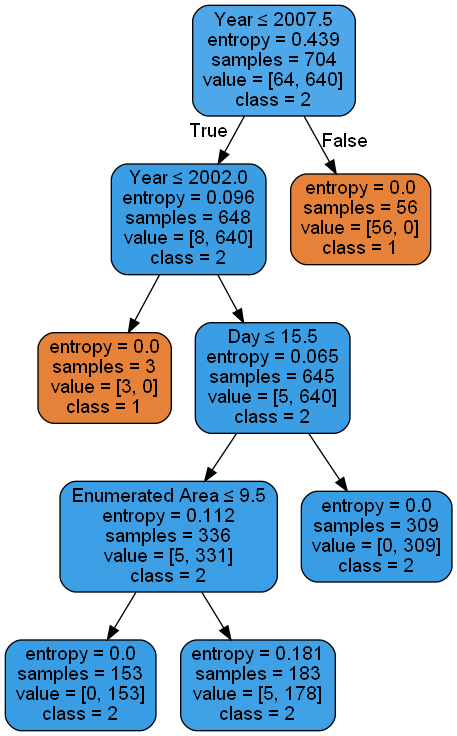 Year ≤ 2007.5
entropy = 0.439
samples = 704
value = [64, 640]
class = 2
True
False
Year ≤ 2002.0
entropy = 0.096
samples = 648
value = [8, 640]
class = 2
entropy = 0.0
samples = 56
value = [56, 0]
class = 1
entropy = 0.0
samples = 3
value = [3, 0]
class = 1
Day ≤ 15.5
entropy = 0.065
samples = 645
value = [5, 640]
class = 2
Enumerated Area ≤ 9.5
entropy = 0.112
samples = 336
value = [5, 331]
class = 2
entropy = 0.0
samples = 309
value = [0, 309]
class = 2
entropy = 0.0
samples = 153
value = [0, 153]
class = 2
entropy = 0.181
samples = 183
value = [5, 178]
class = 2